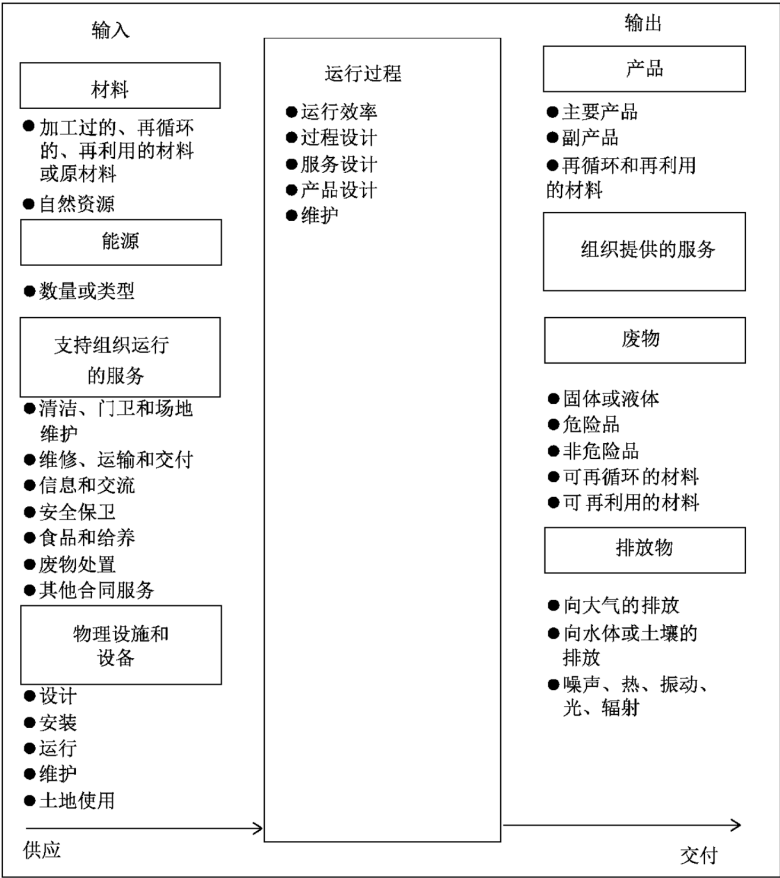 输入
材料
●加工过的、再循环
的、再利用的材料
或原材料
●自然资源
能源
●数量或类型
支持组织运行
的服务
●清洁、门卫和场地
维护
●维修、运输和交付
●信息和交流
●安全保卫
●食品和给养
●废物处置
●其他合同服务
物理设施和
设备
●设计
●安装
●运行
●维护
●土地使用
供应
运行过程
●运行效率
●过程设计
●服务设计
●产品设计
●维护
输出
产品
●主要产品
●副产品
●再循环和再利用
的材料
组织提供的服务
废物
●固体或液体
●危险品
●非危险品
●可再循环的材料
●可再利用的材料
排放物
●向大气的排放
●向水体或土壤的
排放
●噪声、热、振动、
光、辐射
交付